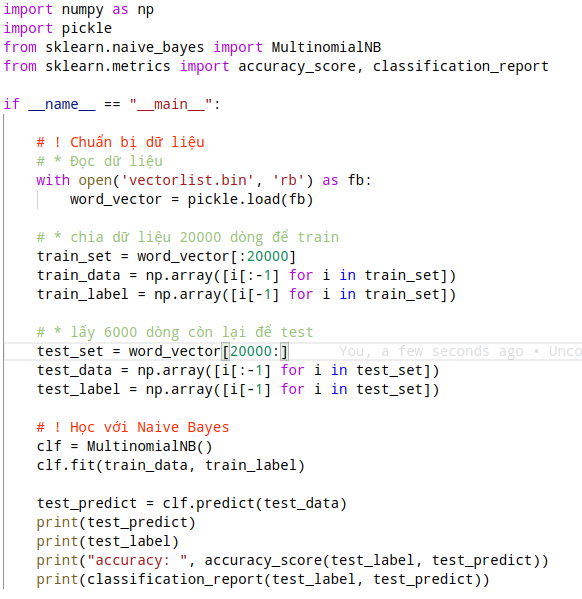 import numpy as np
import pickle
from sklearn.naive_bayes import MultinomialNB
from sklearn.metrics import accuracy_score, classification_report

if __name__ == "__main__":

    # ! Chuẩn bị dữ liệu
    # * Đọc dữ liệu
    with open('vectorlist.bin', 'rb') as fb:
        word_vector = pickle.load(fb)

    # * chia dữ liệu 20000 dòng để train
    train_set = word_vector[:20000]
    train_data = np.array([i[:-1] for i in train_set])
    train_label = np.array([i[-1] for i in train_set])

    # * lấy 6000 dòng còn lại để test
    test_set = word_vector[20000:]      You, a few seconds ago • Unco
    test_data = np.array([i[:-1] for i in test_set])
    test_label = np.array([i[-1] for i in test_set])

    # ! Học với Naive Bayes
    clf = MultinomialNB()
    clf.fit(train_data, train_label)

    test_predict = clf.predict(test_data)
    print(test_predict)
    print(test_label)
    print("accuracy: ", accuracy_score(test_label, test_predict))
    print(classification_report(test_label, test_predict))